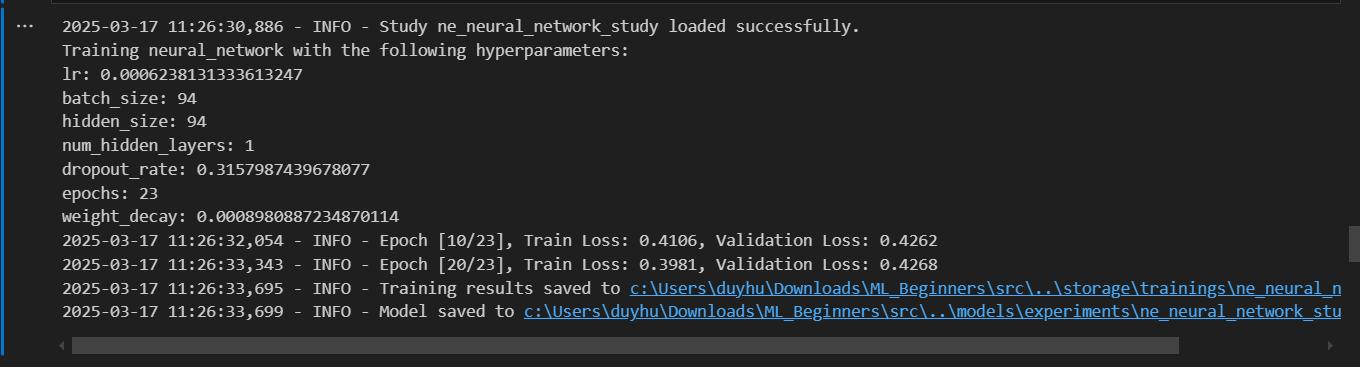 2025-03-17 11:26:30,886 - INFO - Study ne_neural_network_study loaded successfully.
Training neural_network with the following hyperparameters:
lr: 0.0006238131333613247
batch_size: 94
hidden_size: 94
num_hidden_layers: 1
dropout_rate: 0.3157987439678077
epochs: 23
weight_decay: 0.0008980887234870114
2025-03-17 11:26:32,054 - INFO - Epoch [10/23], Train Loss: 0.4106, Validation Loss: 0.4262
2025-03-17 11:26:33,343 - INFO - Epoch [20/23], Train Loss: 0.3981, Validation Loss: 0.4268
2025-03-17 11:26:33,695 - INFO - Training results saved to c:\Users\duyhu\Downloads\ML_Beginners\src\..\storage\trainings\ne_neural_n
2025-03-17 11:26:33,699 - INFO - Model saved to c:\Users\duyhu\Downloads\ML_Beginners\src\..\models\experiments\ne_neural_network_stu